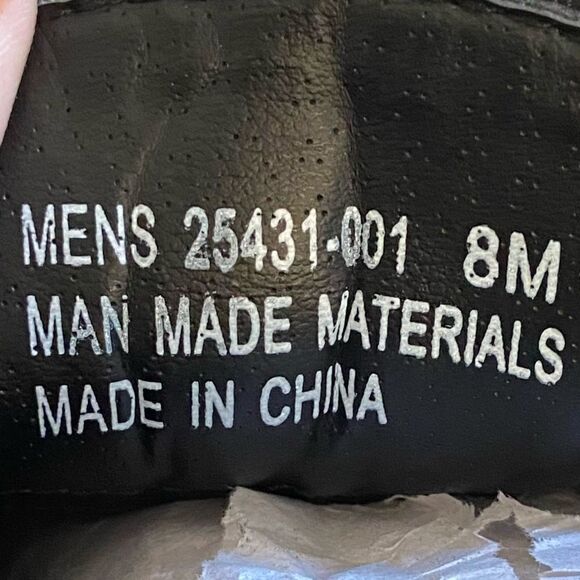 MENS 25431-001 8M
MAN MADE MATERIALS
MADE IN CHINA